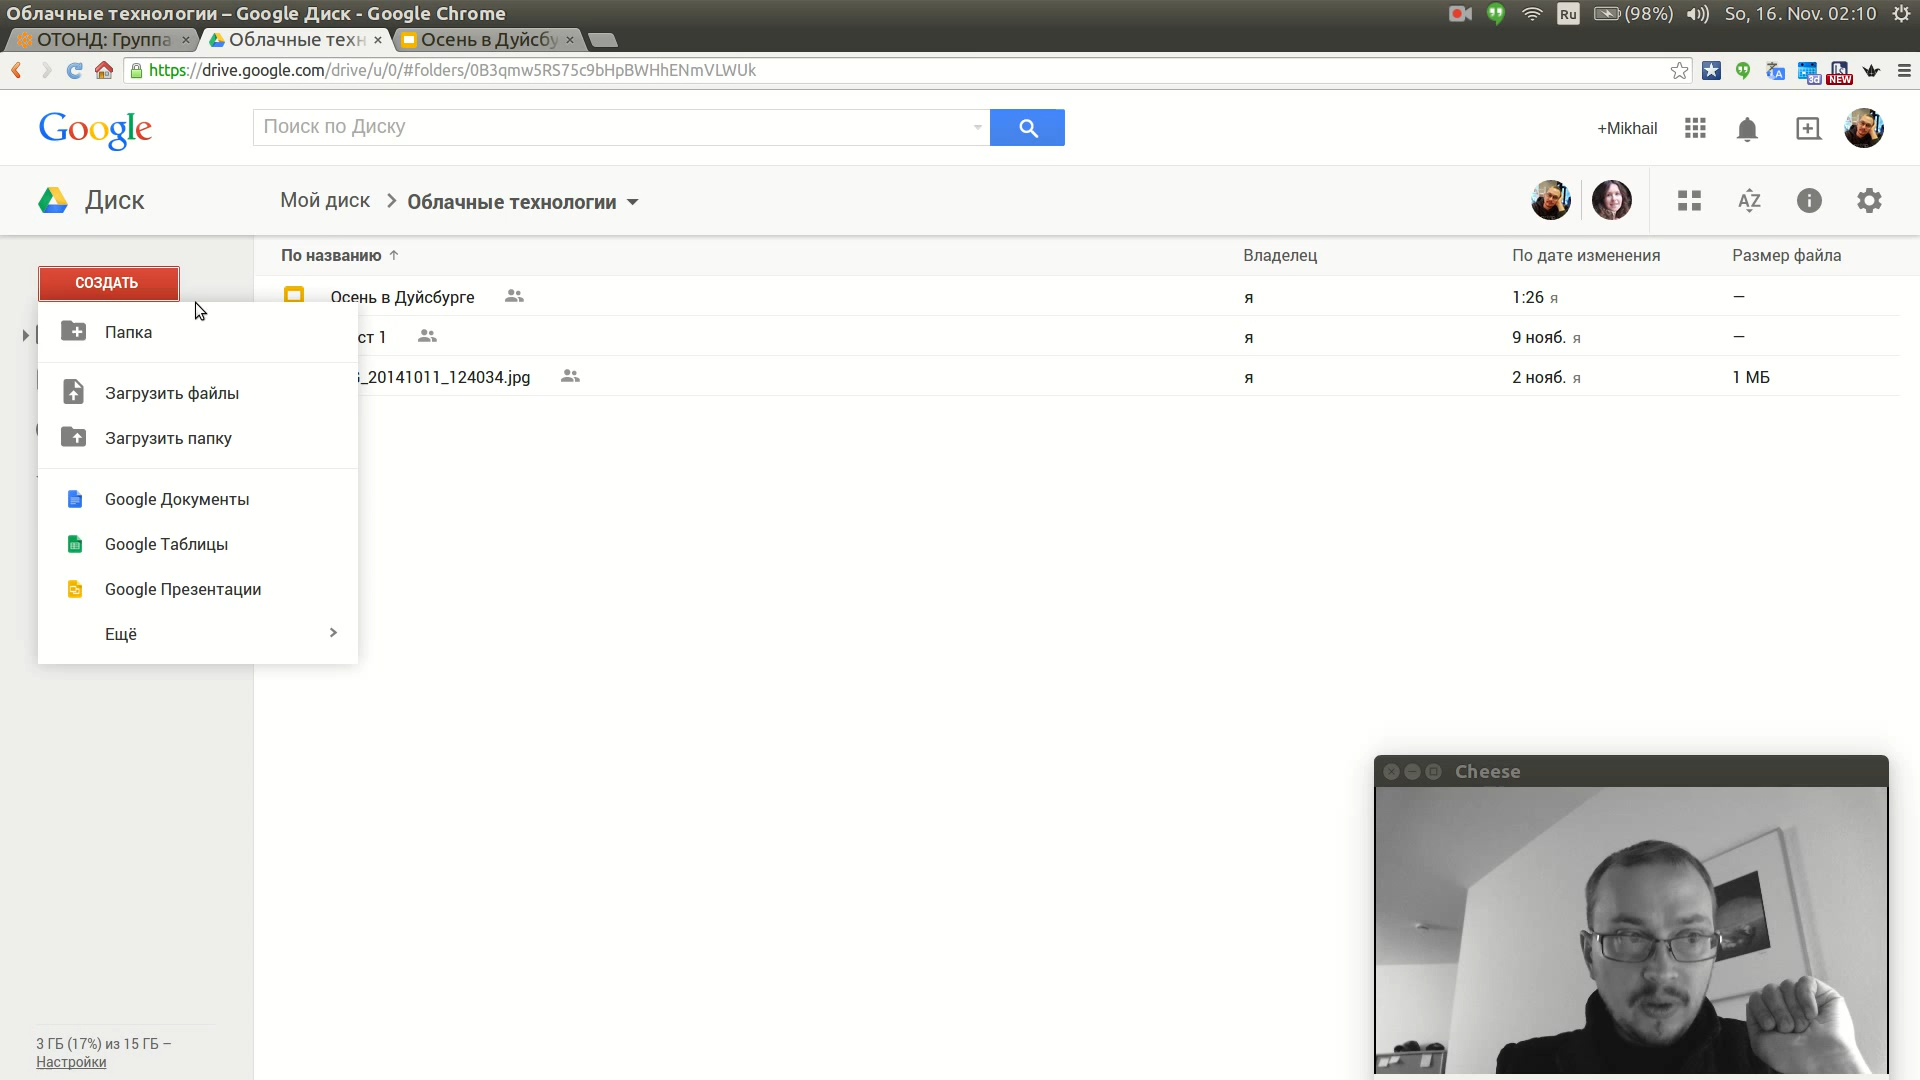 Облачные технологии – Google Диск - Google Chrome
Ru (98%) So, 16. Nov. 02:10
ОТОНД: Группа Облачные техн Осень в Дуйсбу
https://drive.google.com/drive/u/0/#folders/0B3qmw5RS75c9bHpBWHhENmVLWUk
3d NEW
Google Поиск по Диску +Mikhail
Диск Мой диск Облачные технологии AZ
По названию Владелец По дате изменения Размер файла
СОЗДАТЬ
Осень в Дуйсбурге я 1:26 я –
Папка
ст 1 я 9 нояб. я –
_20141011_124034.jpg я 2 нояб. я 1 МБ
Загрузить файлы
Загрузить папку
Google Документы
Google Таблицы
Google Презентации
Ещё
Cheese
3 ГБ (17%) из 15 ГБ –
Настройки